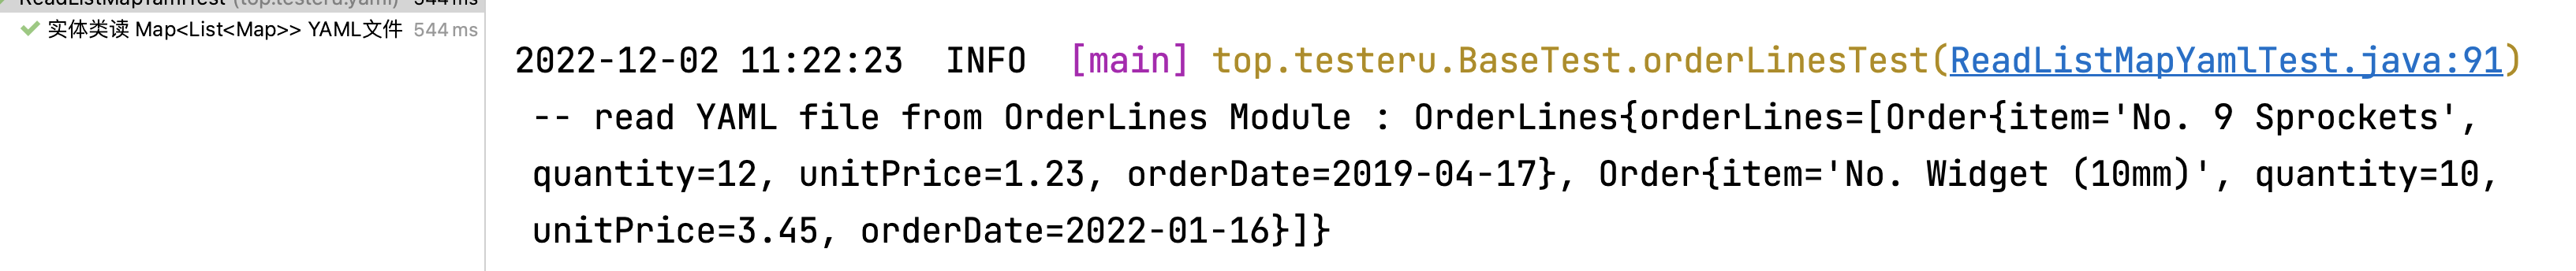 ReadListMapYamlTest (top.testeru.yaml) 544 ms
实体类读 Map<List<Map>> YAML文件 544 ms
2022-12-02 11:22:23 INFO [main] top.testeru.BaseTest.orderLinesTest(ReadListMapYamlTest.java:91)
-- read YAML file from OrderLines Module : OrderLines{orderLines=[Order{item='No. 9 Sprockets',
quantity=12, unitPrice=1.23, orderDate=2019-04-17}, Order{item='No. Widget (10mm)', quantity=10,
unitPrice=3.45, orderDate=2022-01-16}]}